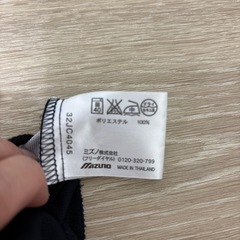 ポリエステル 100%
ミズノ株式会社
(フリーダイヤル) 0120-320-799
mizuno MADE IN THAILAND
32JC4045